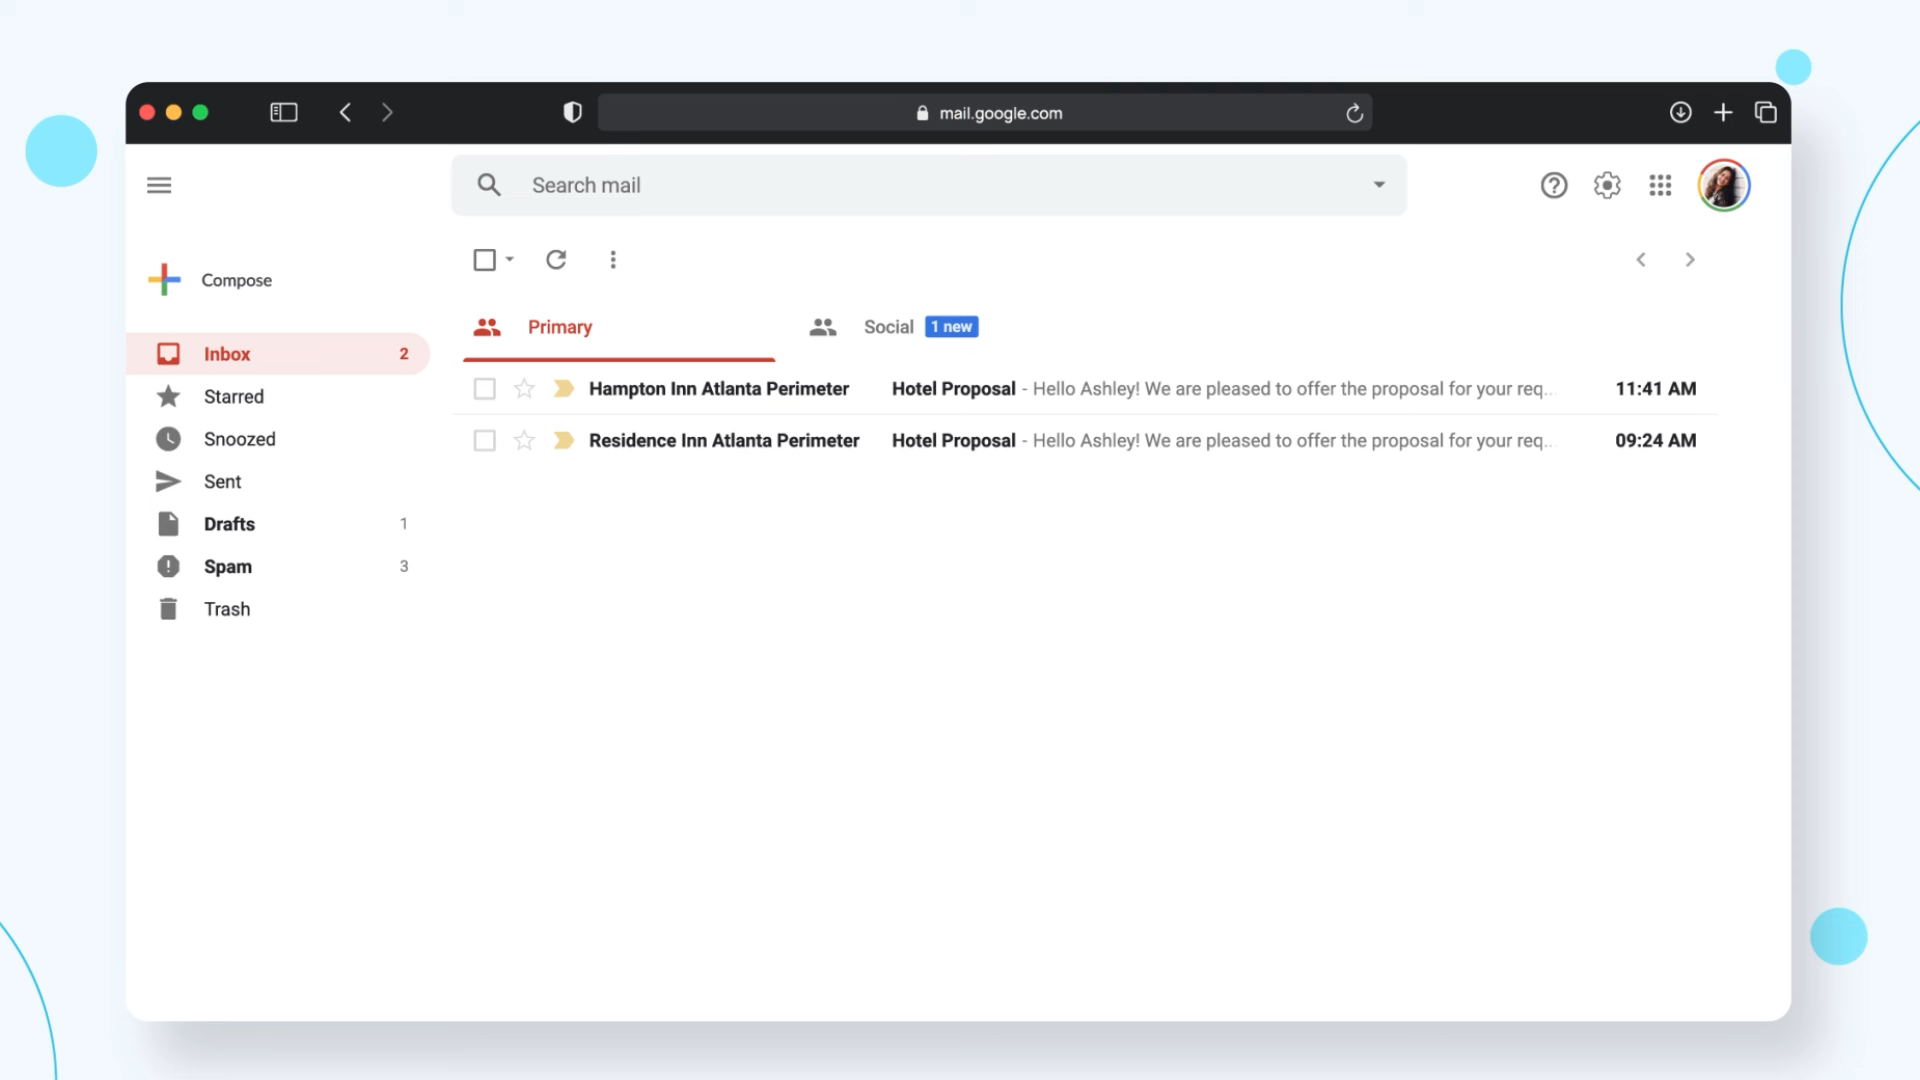 mail.google.com
Search mail
Compose
Primary
Social 1 new
Inbox 2
Hampton Inn Atlanta Perimeter Hotel Proposal - Hello Ashley! We are pleased to offer the proposal for your req... 11:41 AM
Starred
Residence Inn Atlanta Perimeter Hotel Proposal - Hello Ashley! We are pleased to offer the proposal for your req... 09:24 AM
Snoozed
Sent
Drafts 1
Spam 3
Trash